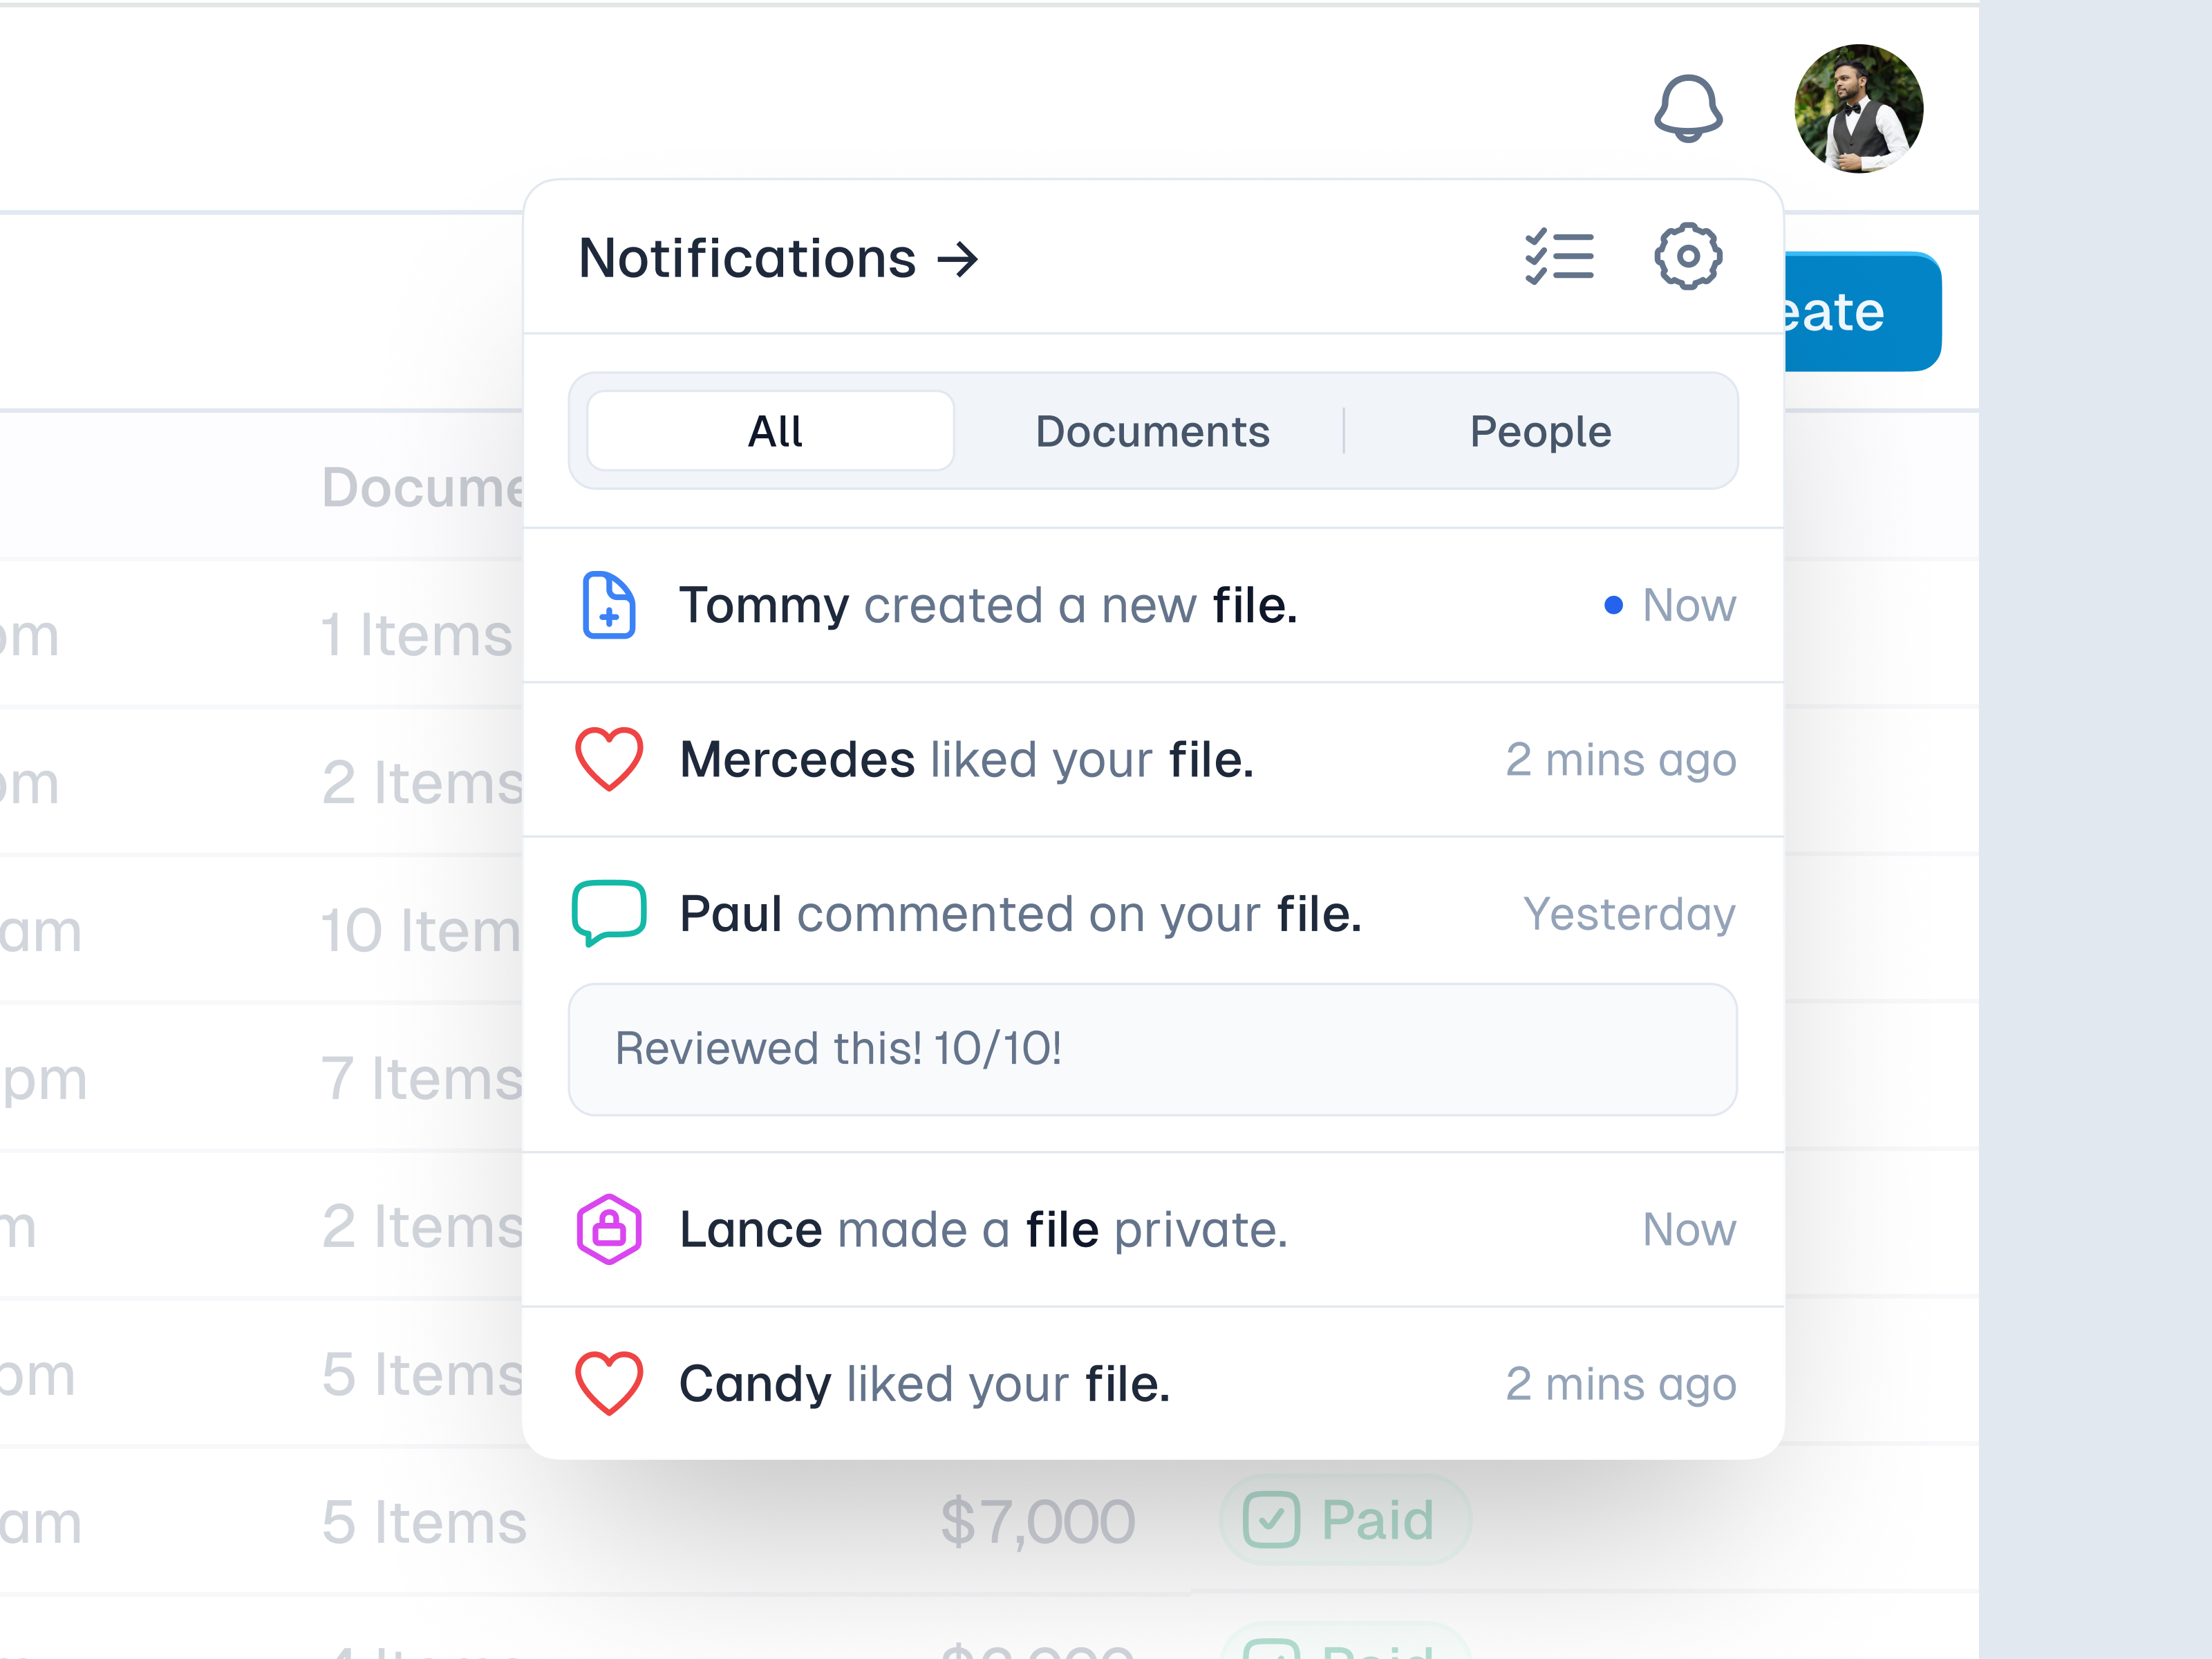 Notifications →
eate
All Documents People
Docume
Tommy created a new file. Now
pm 1 Items
Mercedes liked your file. 2 mins ago
pm 2 Items
Paul commented on your file. Yesterday
am 10 Item
Reviewed this! 10/10!
pm 7 Items
Lance made a file private. Now
m 2 Items
Candy liked your file. 2 mins ago
pm 5 Items
am 5 Items $7,000 Paid
Items Paid